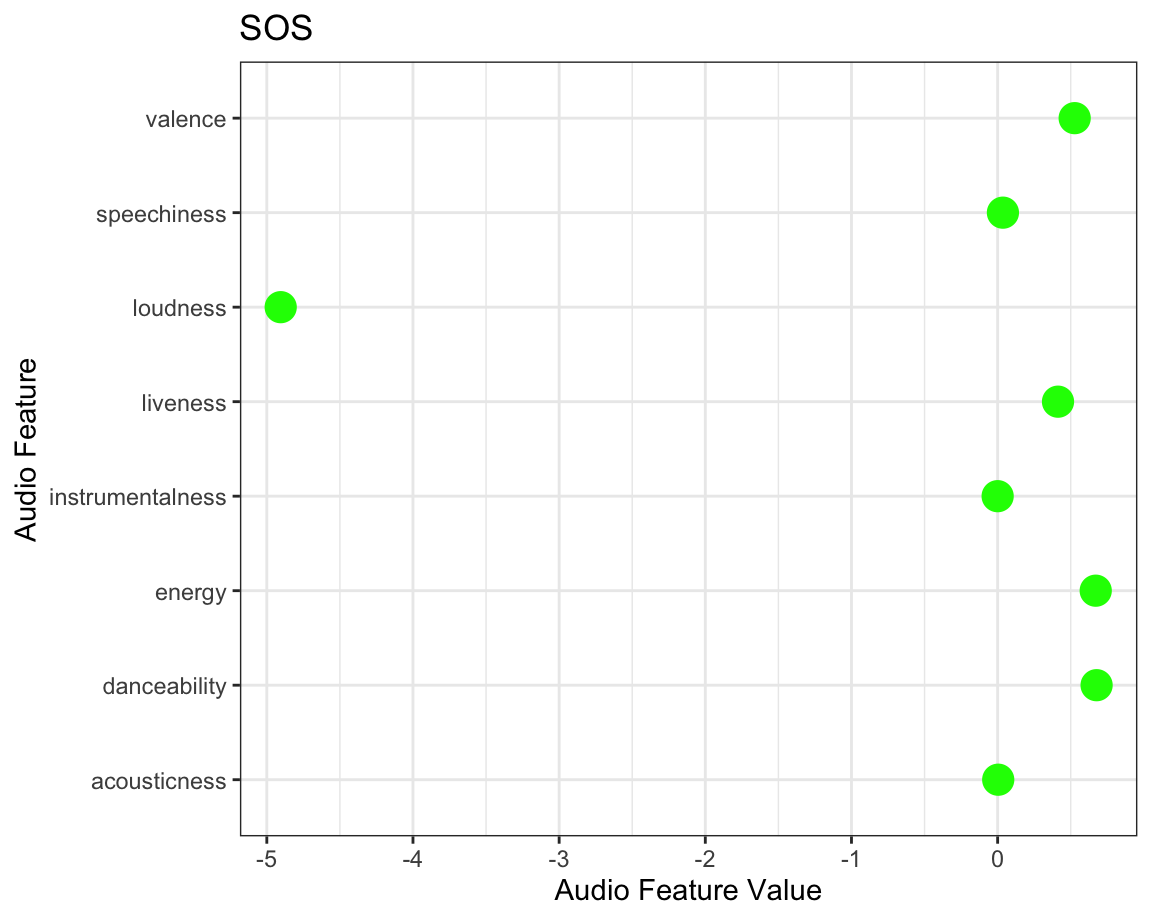 SOS
valence
speechiness
loudness
liveness
instrumentalness
energy
danceability
acousticness
Audio Feature
-5 -4 -3 -2 -1 0
Audio Feature Value